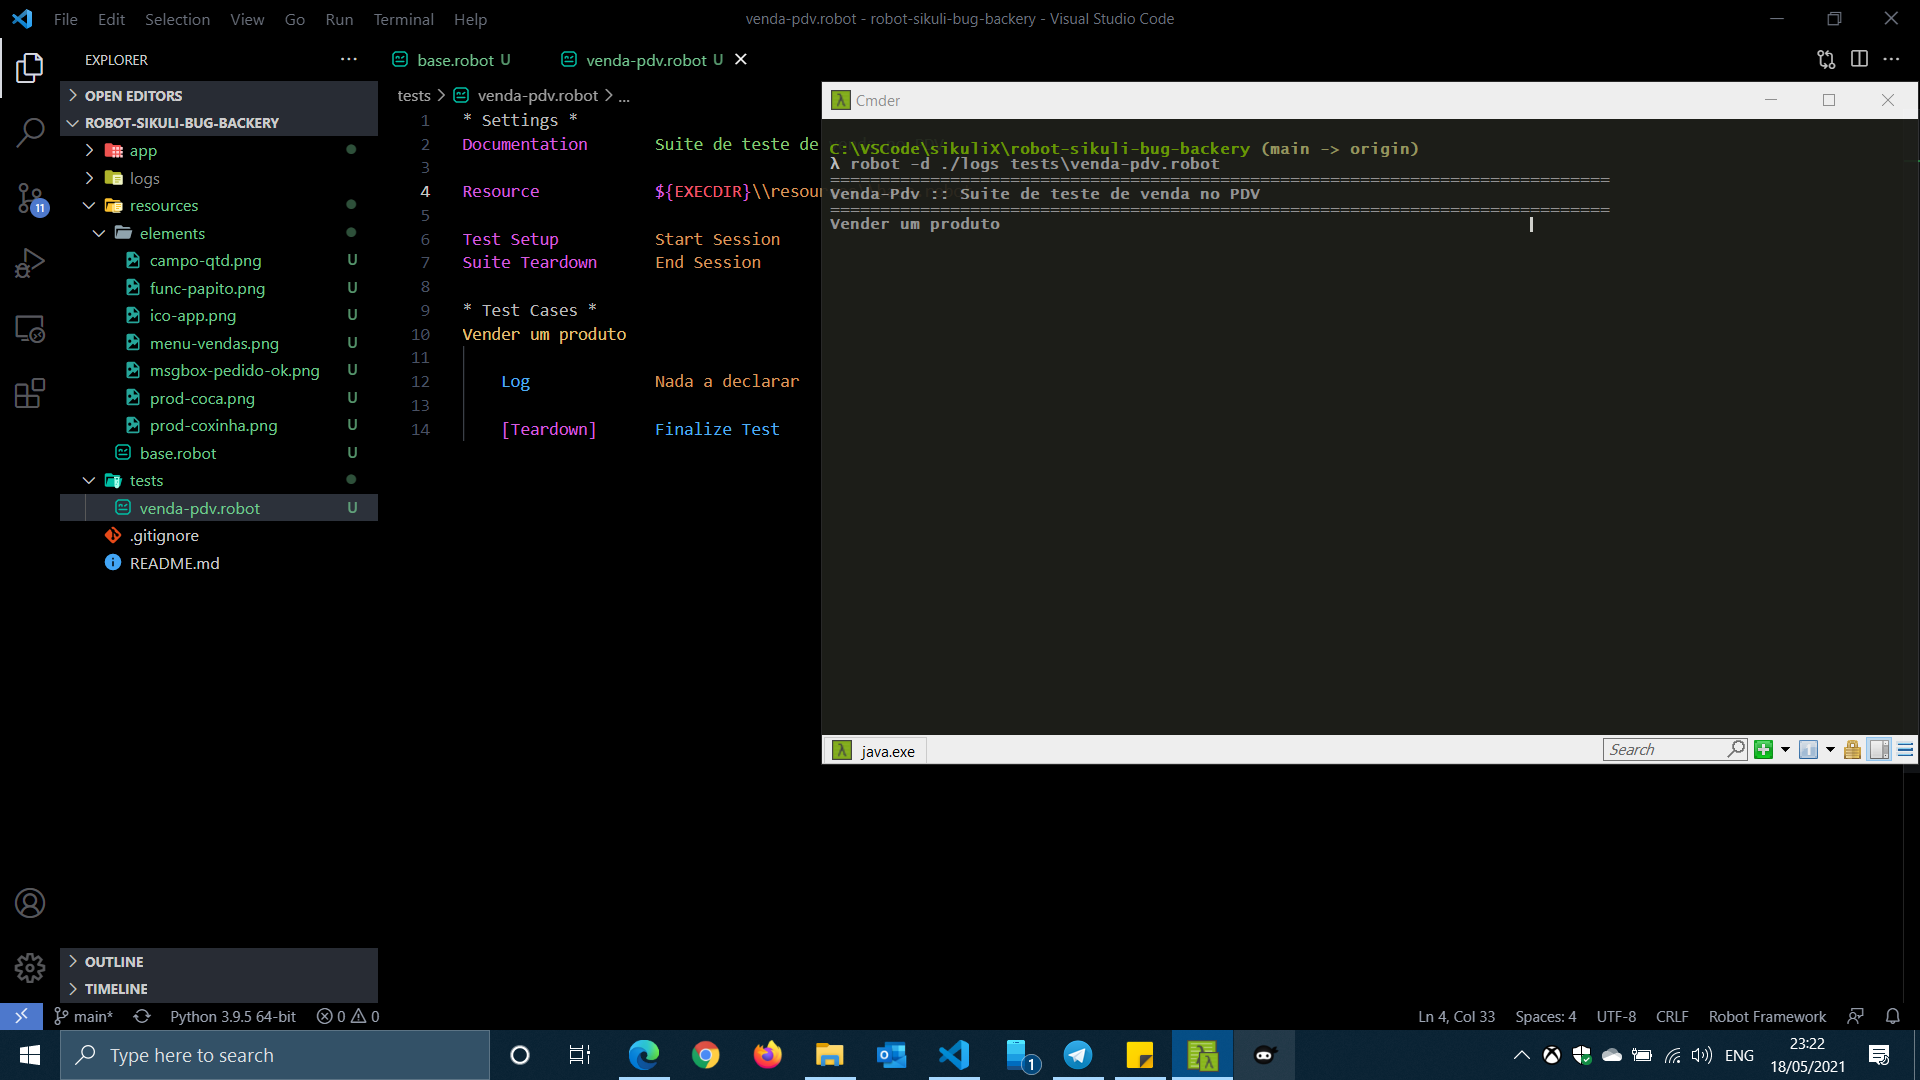 File Edit Selection View Go Run Terminal Help
venda-pdv.robot - robot-sikuli-bug-backery - Visual Studio Code
EXPLORER
OPEN EDITORS
ROBOT-SIKULI-BUG-BACKERY
app
logs
resources
elements
campo-qtd.png U
func-papito.png U
ico-app.png U
menu-vendas.png U
msgbox-pedido-ok.png U
prod-coca.png U
prod-coxinha.png U
base.robot U
tests
venda-pdv.robot U
.gitignore
README.md
OUTLINE
TIMELINE
11
base.robot U
venda-pdv.robot U
tests > venda-pdv.robot > ...
1 * Settings *
2 Documentation Suite de teste de
3
4 Resource ${EXECDIR}\\resour
5
6 Test Setup Start Session
7 Suite Teardown End Session
8
9 * Test Cases *
10 Vender um produto
11
12 Log Nada a declarar
13
14 [Teardown] Finalize Test
Cmder
C:\VSCode\sikuliX\robot-sikuli-bug-backery (main -> origin)
λ robot -d ./logs tests\venda-pdv.robot
==============================================================================
Venda-Pdv :: Suite de teste de venda no PDV
==============================================================================
Vender um produto
java.exe
Search
main* Python 3.9.5 64-bit 0 0
Ln 4, Col 33 Spaces: 4 UTF-8 CRLF Robot Framework
Type here to search
1
ENG
23:22
18/05/2021